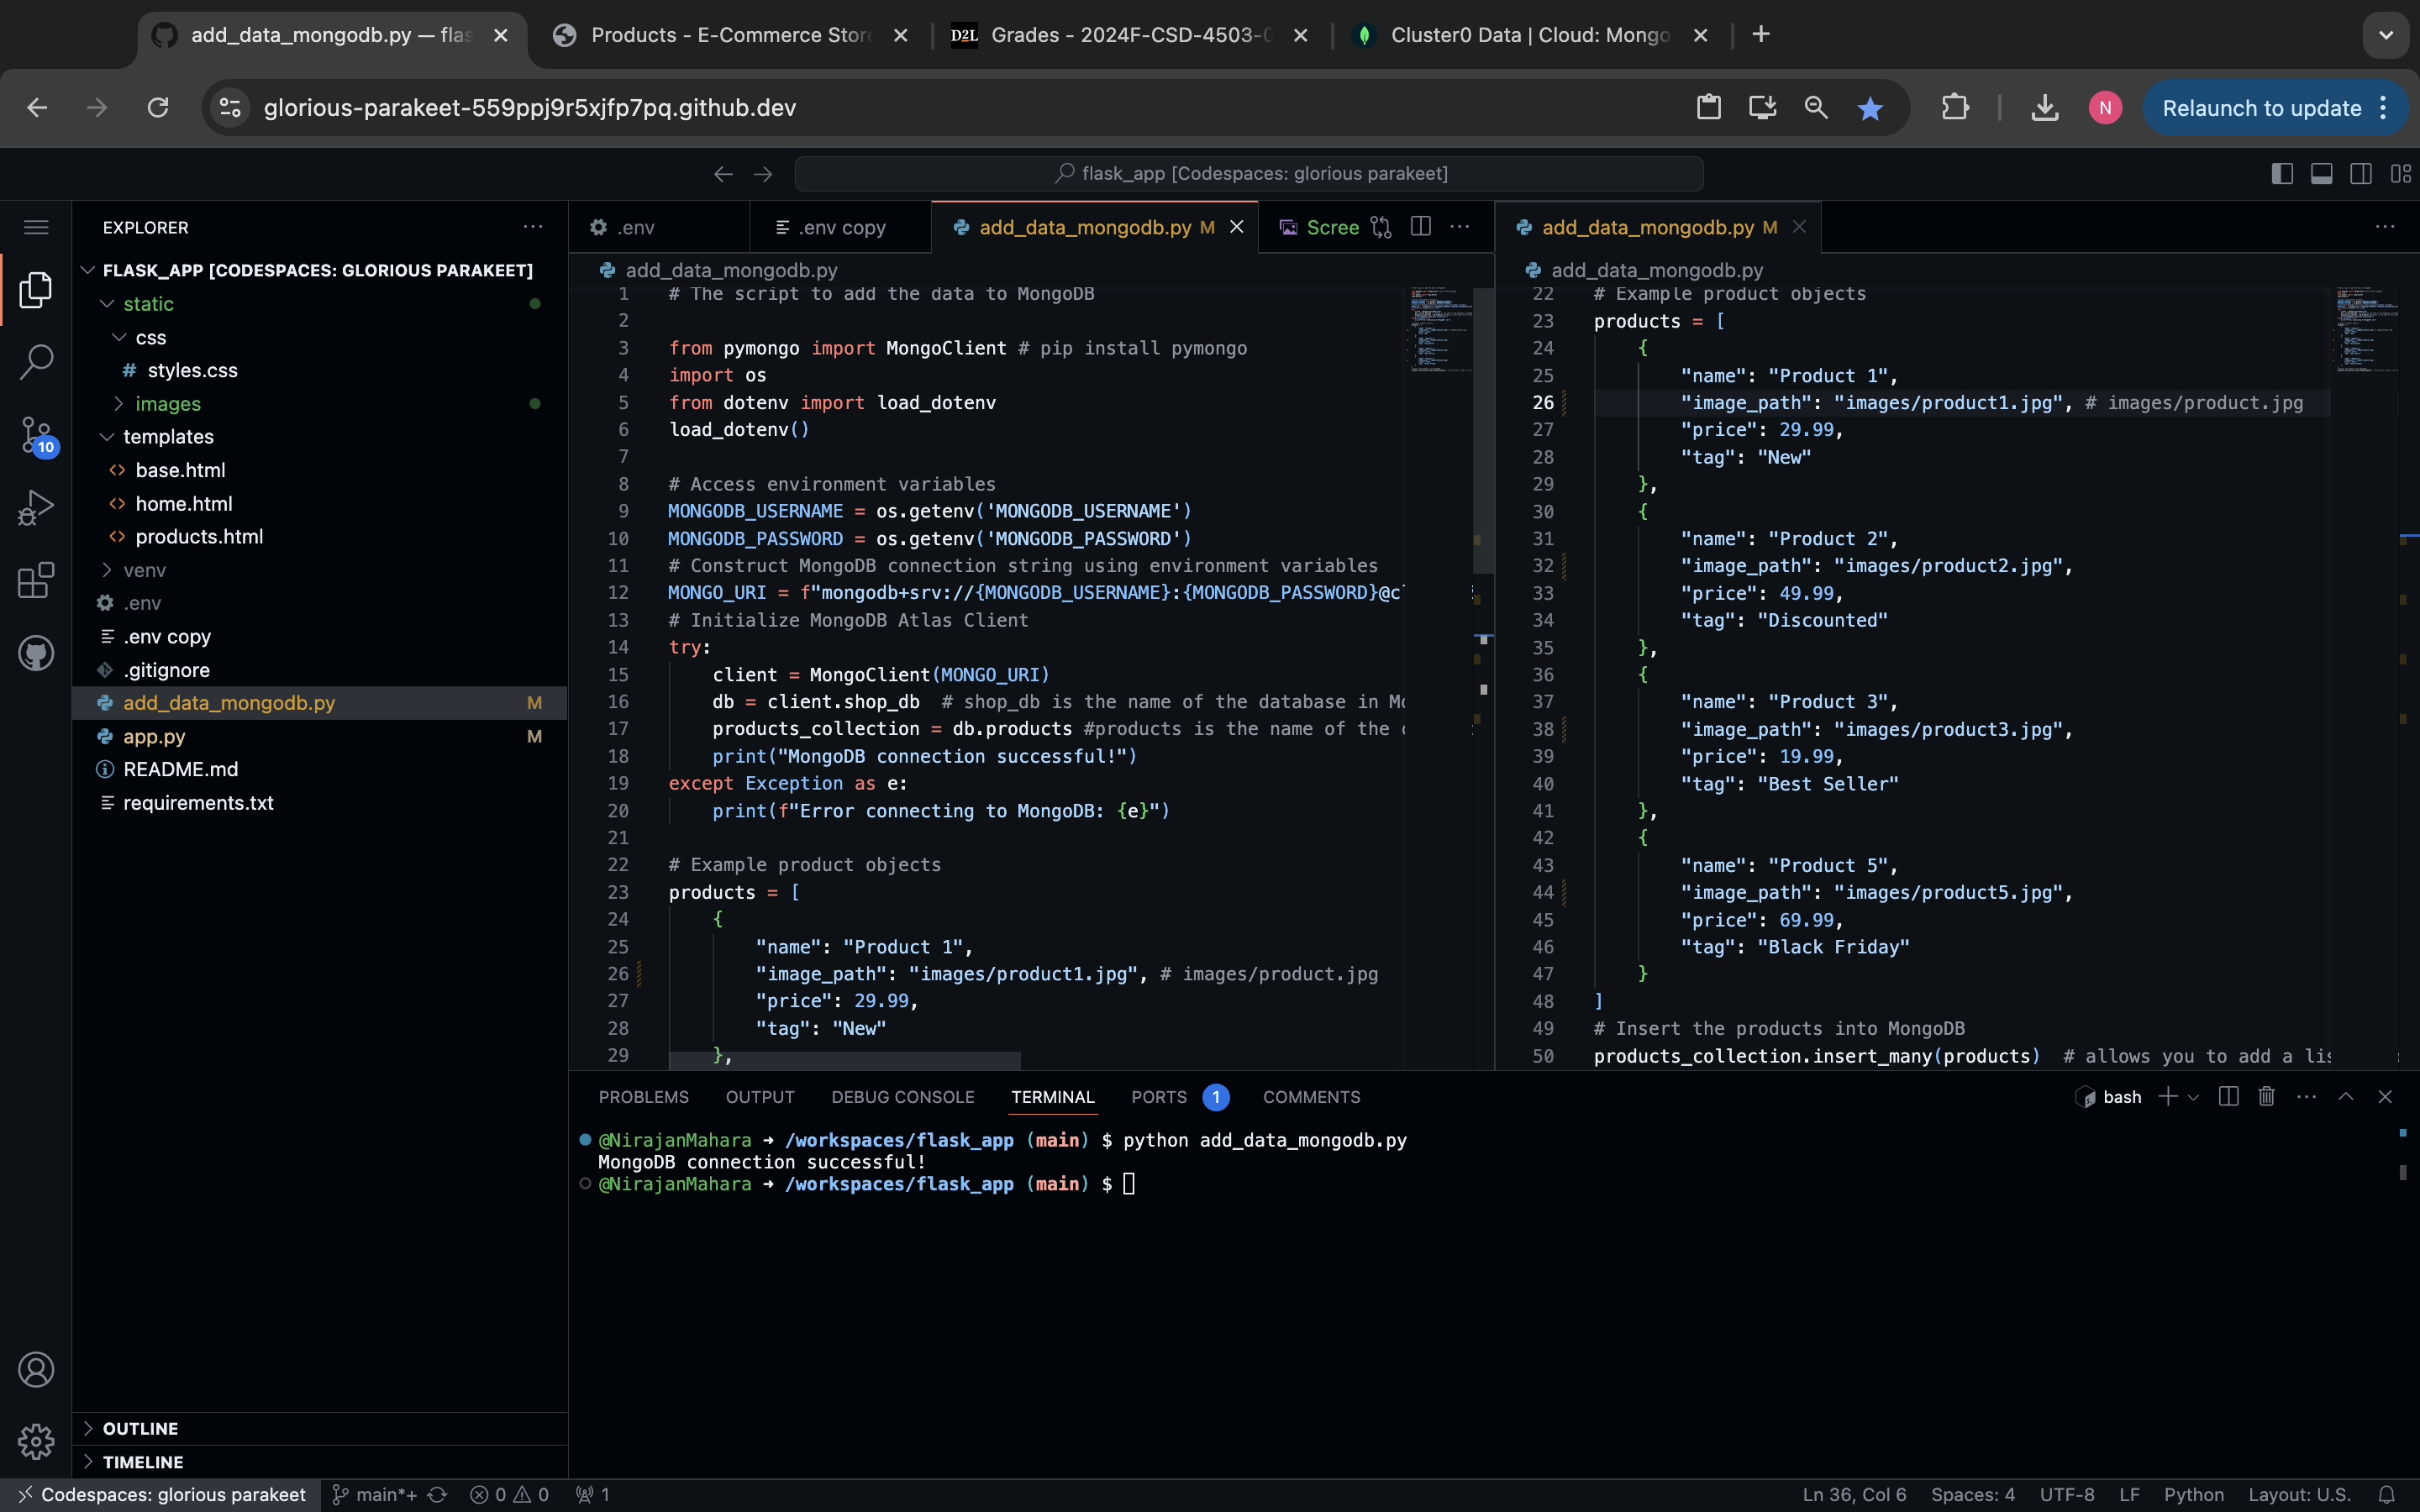 add_data_mongodb.py — flas
Products - E-Commerce Store
D2L Grades - 2024F-CSD-4503-0
Cluster0 Data | Cloud: Mongo
glorious-parakeet-559ppj9r5xjfp7pq.github.dev
N
Relaunch to update
flask_app [Codespaces: glorious parakeet]
EXPLORER
FLASK_APP [CODESPACES: GLORIOUS PARAKEET]
static
css
# styles.css
images
templates
<> base.html
<> home.html
<> products.html
venv
.env
.env copy
.gitignore
add_data_mongodb.py M
app.py M
README.md
requirements.txt
OUTLINE
TIMELINE
10
.env
.env copy
add_data_mongodb.py M
Scree
add_data_mongodb.py
1 # The script to add the data to MongoDB
2
3 from pymongo import MongoClient # pip install pymongo
4 import os
5 from dotenv import load_dotenv
6 load_dotenv()
7
8 # Access environment variables
9 MONGODB_USERNAME = os.getenv('MONGODB_USERNAME')
10 MONGODB_PASSWORD = os.getenv('MONGODB_PASSWORD')
11 # Construct MongoDB connection string using environment variables
12 MONGO_URI = f"mongodb+srv://{MONGODB_USERNAME}:{MONGODB_PASSWORD}@c
13 # Initialize MongoDB Atlas Client
14 try:
15 client = MongoClient(MONGO_URI)
16 db = client.shop_db # shop_db is the name of the database in Mo
17 products_collection = db.products #products is the name of the c
18 print("MongoDB connection successful!")
19 except Exception as e:
20 print(f"Error connecting to MongoDB: {e}")
21
22 # Example product objects
23 products = [
24 {
25 "name": "Product 1",
26 "image_path": "images/product1.jpg", # images/product.jpg
27 "price": 29.99,
28 "tag": "New"
29 },
add_data_mongodb.py M
add_data_mongodb.py
22 # Example product objects
23 products = [
24 {
25 "name": "Product 1",
26 "image_path": "images/product1.jpg", # images/product.jpg
27 "price": 29.99,
28 "tag": "New"
29 },
30 {
31 "name": "Product 2",
32 "image_path": "images/product2.jpg",
33 "price": 49.99,
34 "tag": "Discounted"
35 },
36 {
37 "name": "Product 3",
38 "image_path": "images/product3.jpg",
39 "price": 19.99,
40 "tag": "Best Seller"
41 },
42 {
43 "name": "Product 5",
44 "image_path": "images/product5.jpg",
45 "price": 69.99,
46 "tag": "Black Friday"
47 }
48 ]
49 # Insert the products into MongoDB
50 products_collection.insert_many(products) # allows you to add a lis
PROBLEMS OUTPUT DEBUG CONSOLE TERMINAL PORTS 1 COMMENTS
bash
@NirajanMahara ➜ /workspaces/flask_app (main) $ python add_data_mongodb.py
MongoDB connection successful!
@NirajanMahara ➜ /workspaces/flask_app (main) $
Codespaces: glorious parakeet main*+ 0 0 1
Ln 36, Col 6 Spaces: 4 UTF-8 LF Python Layout: U.S.